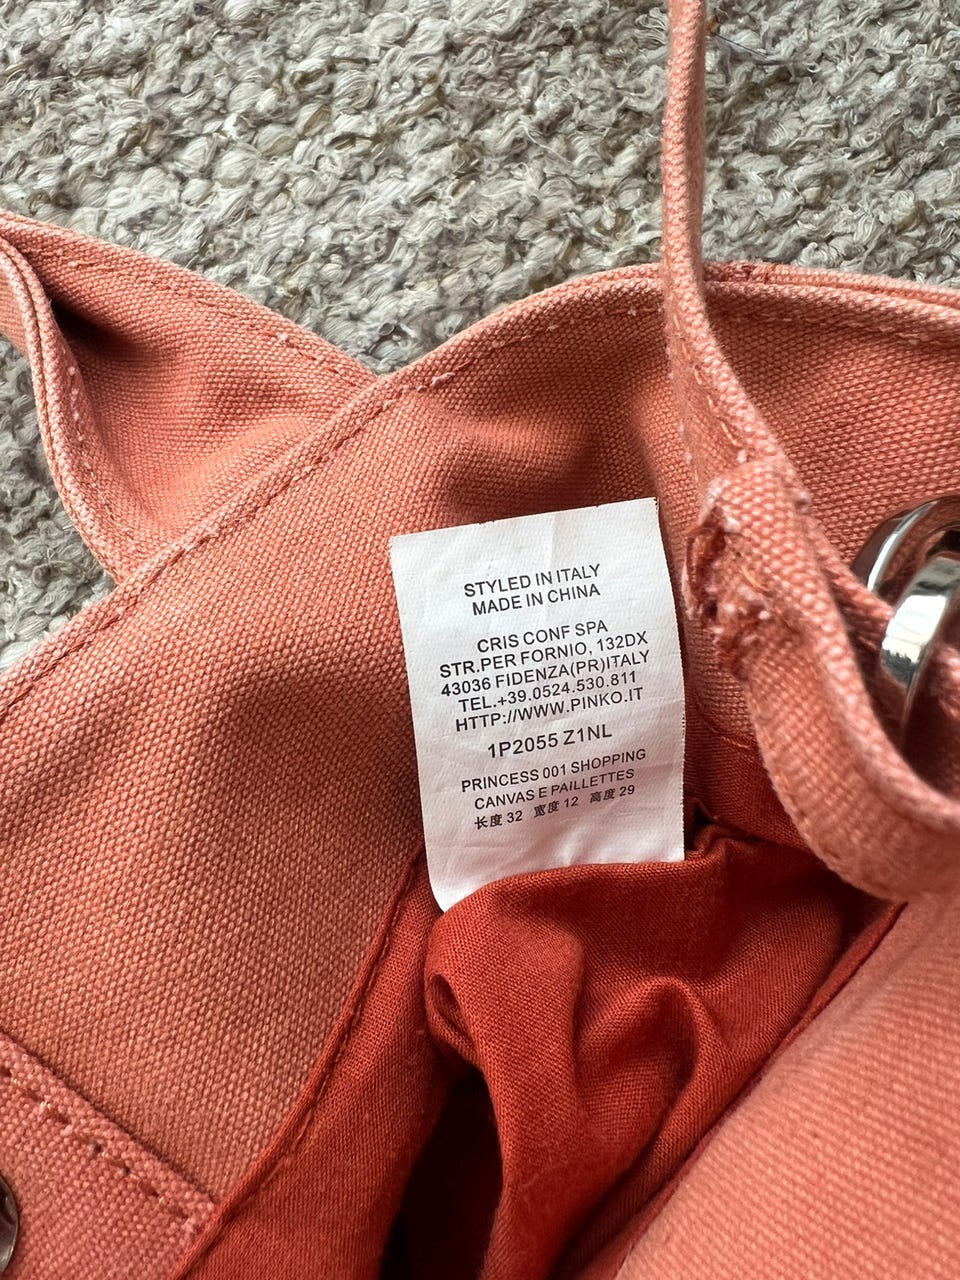 STYLED IN ITALY
MADE IN CHINA
CRIS CONF SPA
STR.PER FORNIO, 132DX
43036 FIDENZA(PR)ITALY
TEL.+39.0524.530.811
HTTP://WWW.PINKO.IT
1P2055 Z1NL
PRINCESS 001 SHOPPING
CANVAS E PAILLETTES
长度 32 宽度 12 高度 29